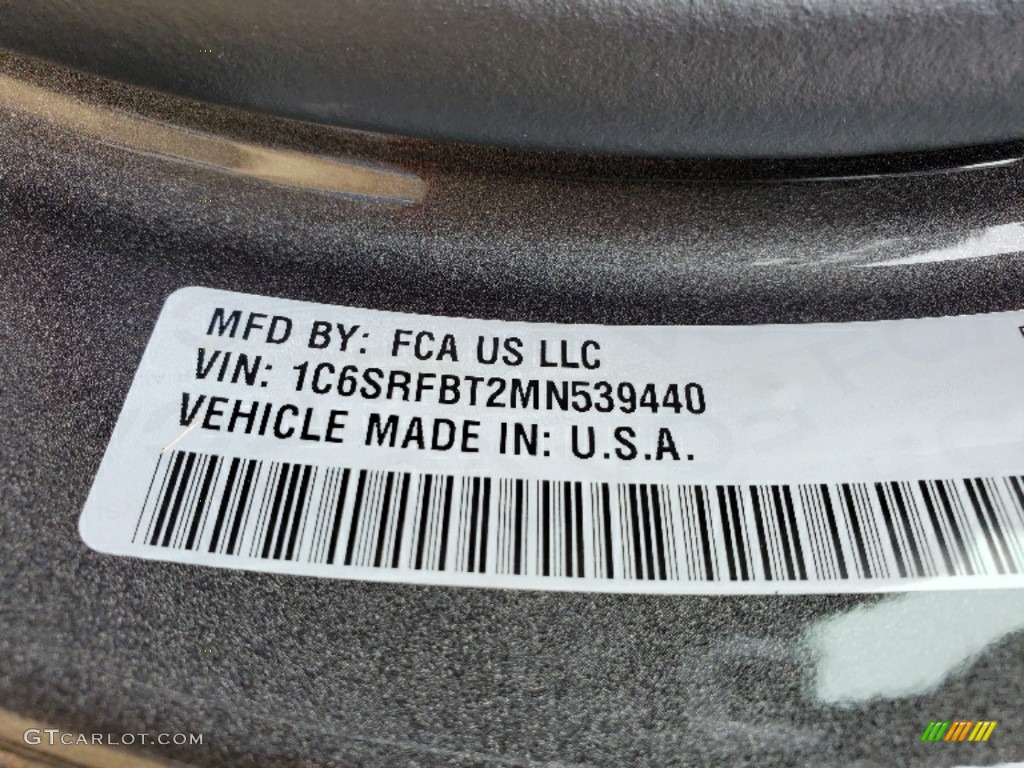 MFD BY: FCA US LLC
VIN: 1C6SRFBT2MN539440
VEHICLE MADE IN: U.S.A.
GTCARLOT.COM